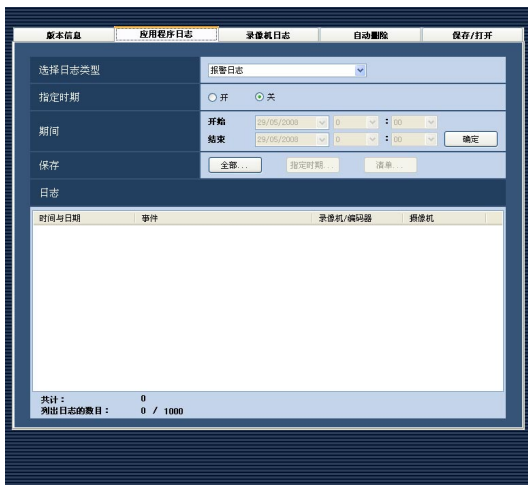 版本信息 应用程序日志 录像机日志 自动删除 保存/打开
选择日志类型 报警日志
指定时期 开 关
期间 开始 29/05/2008 0 : 00
结束 29/05/2008 0 : 00 确定
保存 全部... 指定时期... 清单...
日志
时间与日期 事件 录像机/编码器 摄像机
共计： 0
列出日志的数目： 0 / 1000